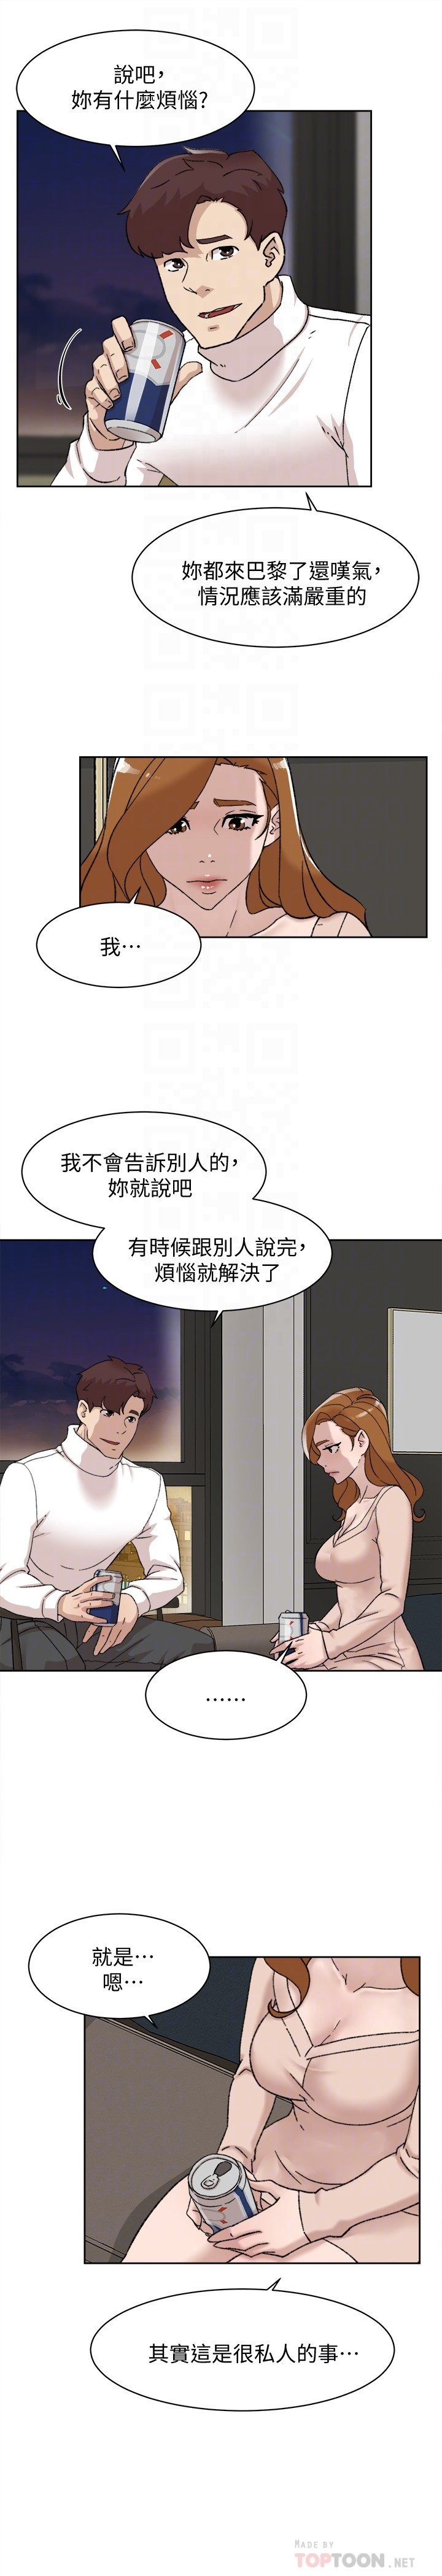 說吧，
妳有什麼煩惱？
妳都來巴黎了還嘆氣，
情況應該滿嚴重的
我⋯
我不會告訴別人的，
妳就說吧
有時候跟別人說完，
煩惱就解決了
⋯⋯
就是⋯
嗯⋯
其實這是很私人的事⋯
MADE BY
TOPTOON.NET